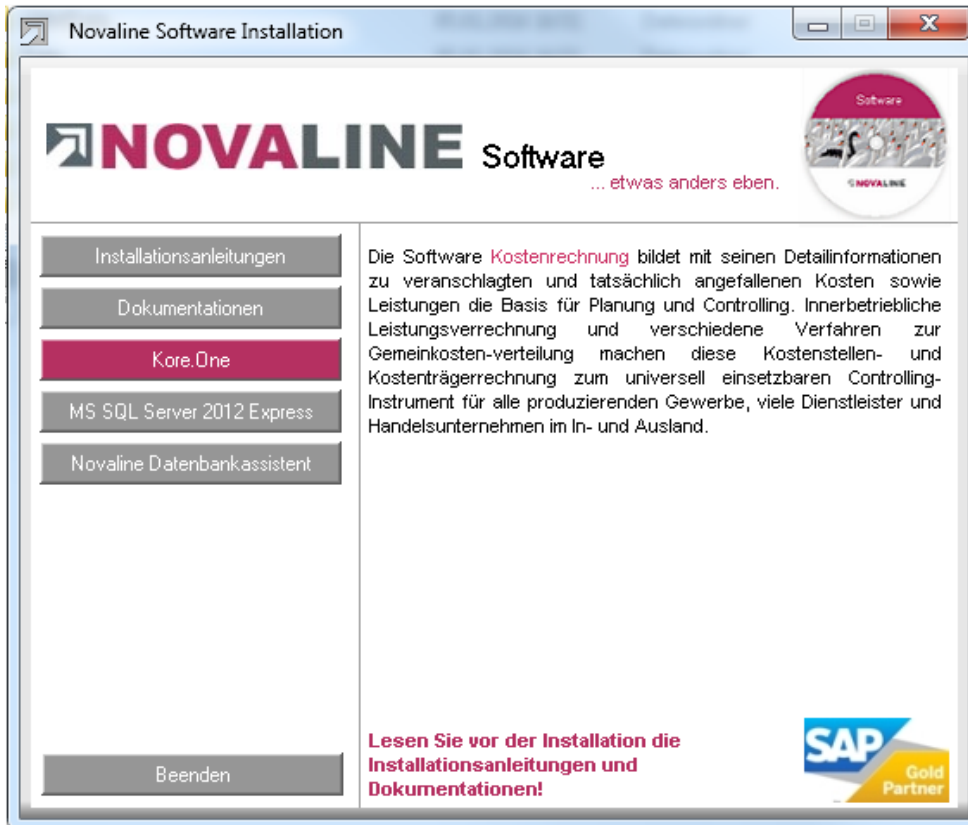 Novaline Software Installation
NOVALINE Software
... etwas anders eben.
Software
NOVALINE
Installationsanleitungen
Dokumentationen
Kore.One
MS SQL Server 2012 Express
Novaline Datenbankassistent
Beenden
Die Software Kostenrechnung bildet mit seinen Detailinformationen
zu veranschlagten und tatsächlich angefallenen Kosten sowie
Leistungen die Basis für Planung und Controlling. Innerbetriebliche
Leistungsverrechnung und verschiedene Verfahren zur
Gemeinkosten-verteilung machen diese Kostenstellen- und
Kostenträgerrechnung zum universell einsetzbaren Controlling-
Instrument für alle produzierenden Gewerbe, viele Dienstleister und
Handelsunternehmen im In- und Ausland.
Lesen Sie vor der Installation die
Installationsanleitungen und
Dokumentationen!
SAP
Gold
Partner